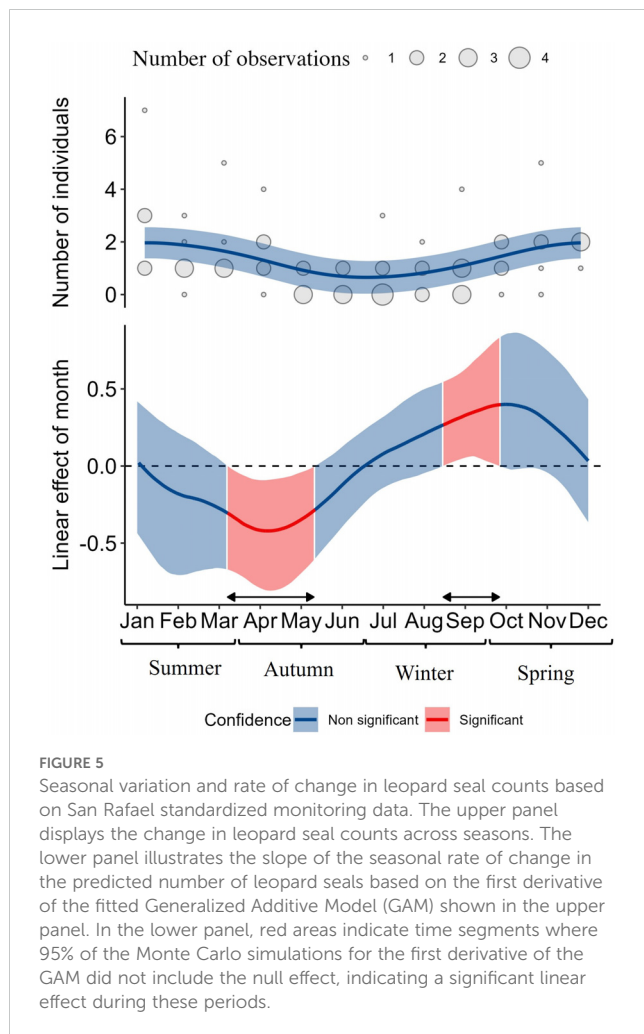 Number of observations 1 2 3 4
Number of individuals
6
4
2
0
Linear effect of month
0.5
0.0
-0.5
Jan Feb Mar Apr May Jun Jul Aug Sep Oct Nov Dec
Summer Autumn Winter Spring
Confidence Non significant Significant
FIGURE 5
Seasonal variation and rate of change in leopard seal counts based
on San Rafael standardized monitoring data. The upper panel
displays the change in leopard seal counts across seasons. The
lower panel illustrates the slope of the seasonal rate of change in
the predicted number of leopard seals based on the first derivative
of the fitted Generalized Additive Model (GAM) shown in the upper
panel. In the lower panel, red areas indicate time segments where
95% of the Monte Carlo simulations for the first derivative of the
GAM did not include the null effect, indicating a significant linear
effect during these periods.